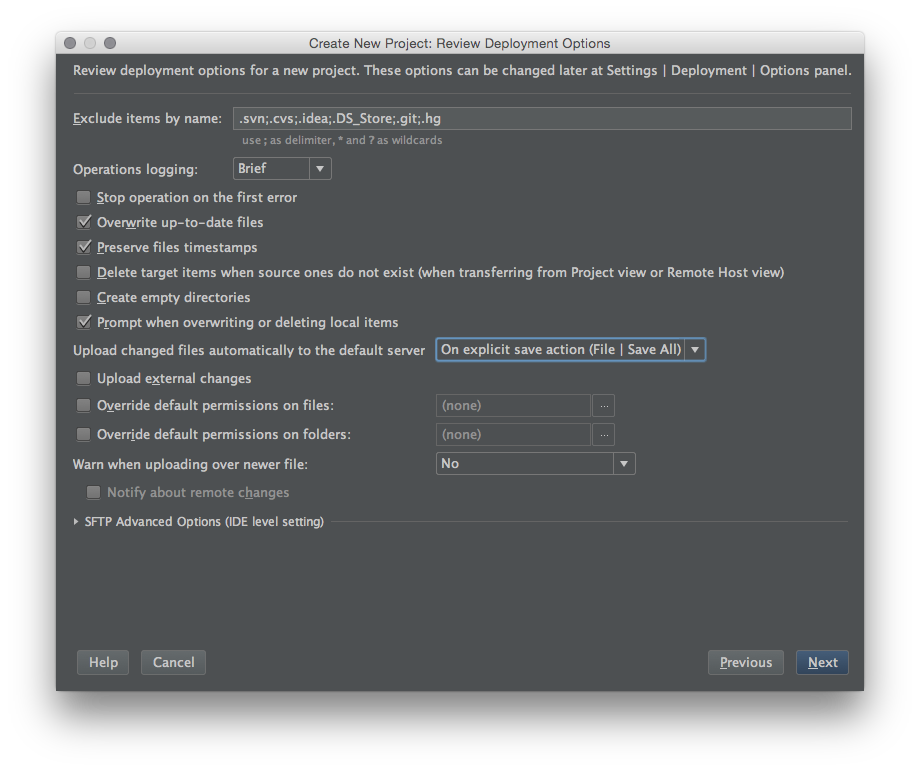 Create New Project: Review Deployment Options
Review deployment options for a new project. These options can be changed later at Settings | Deployment | Options panel.
Exclude items by name: .svn;.cvs;.idea;.DS_Store;.git;.hg
use ; as delimiter, * and ? as wildcards
Operations logging: Brief
Stop operation on the first error
Overwrite up-to-date files
Preserve files timestamps
Delete target items when source ones do not exist (when transferring from Project view or Remote Host view)
Create empty directories
Prompt when overwriting or deleting local items
Upload changed files automatically to the default server On explicit save action (File | Save All)
Upload external changes
Override default permissions on files: (none) ...
Override default permissions on folders: (none) ...
Warn when uploading over newer file: No
Notify about remote changes
SFTP Advanced Options (IDE level setting)
Help Cancel Previous Next